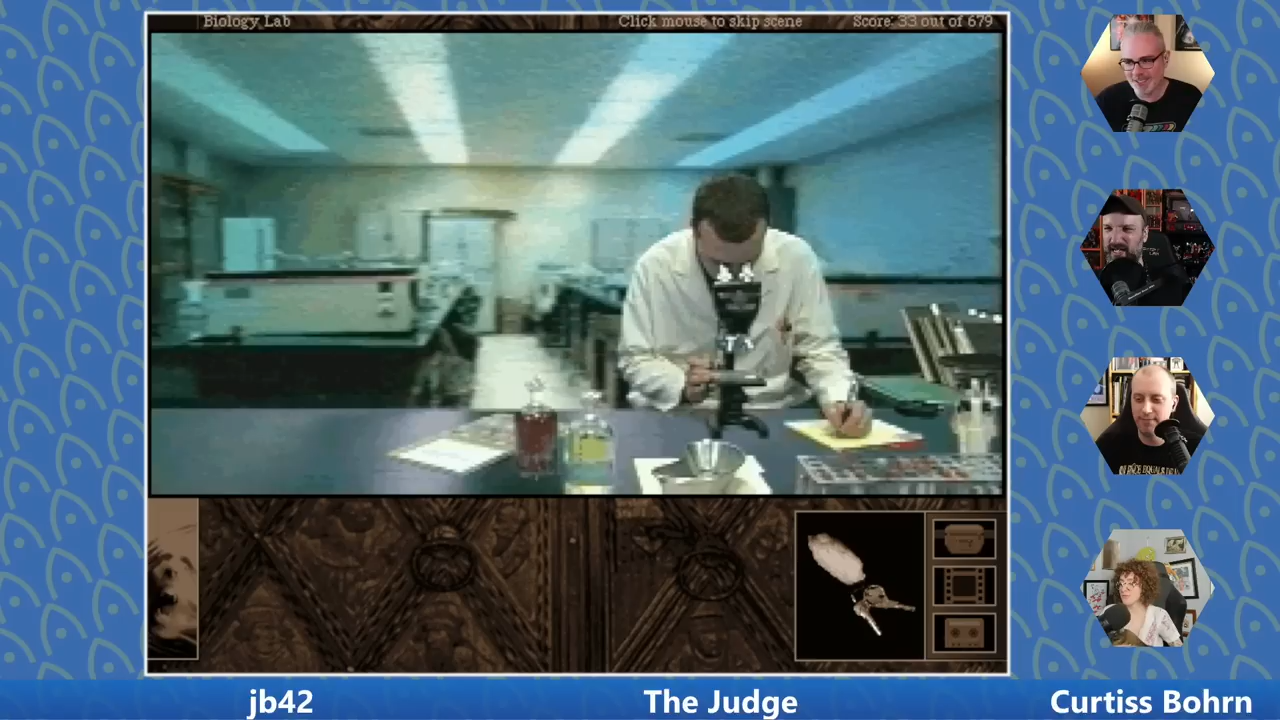 Biology Lab
Click mouse to skip scene
Score: 33 out of 679
jb42
The Judge
Curtiss Bohrn